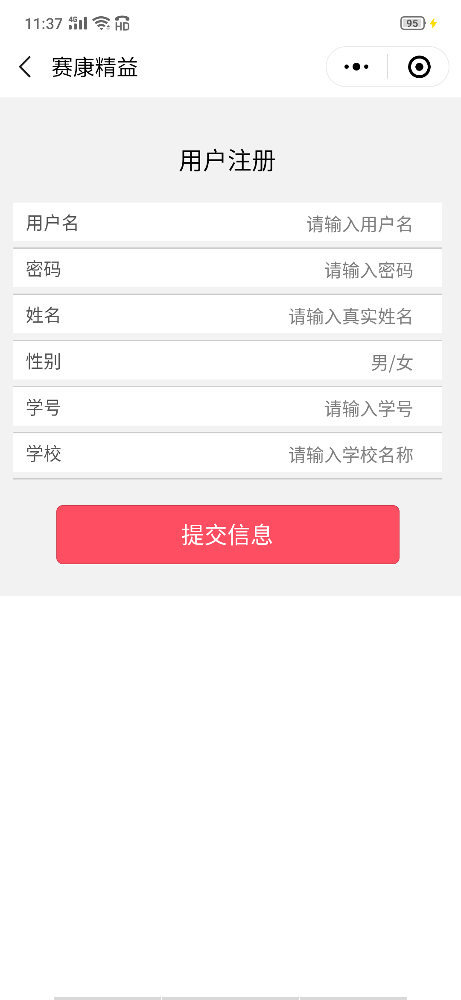 11:37 4G HD 95
赛康精益
用户注册
用户名 请输入用户名
密码 请输入密码
姓名 请输入真实姓名
性别 男/女
学号 请输入学号
学校 请输入学校名称
提交信息